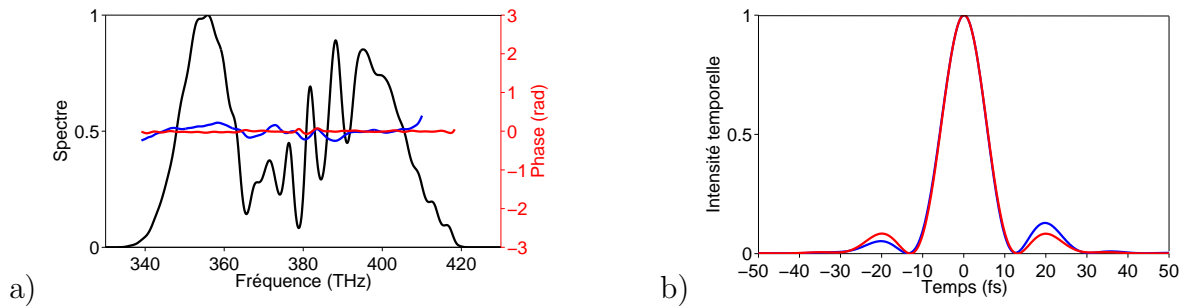 1
0.5
0
Spectre
340
360
380
400
420
Fréquence (THz)
3
2
1
0
−1
−2
−3
Phase (rad)
a)
1
0.5
0
Intensité temporelle
−50 −40 −30 −20 −10 0 10 20 30 40 50
Temps (fs)
b)